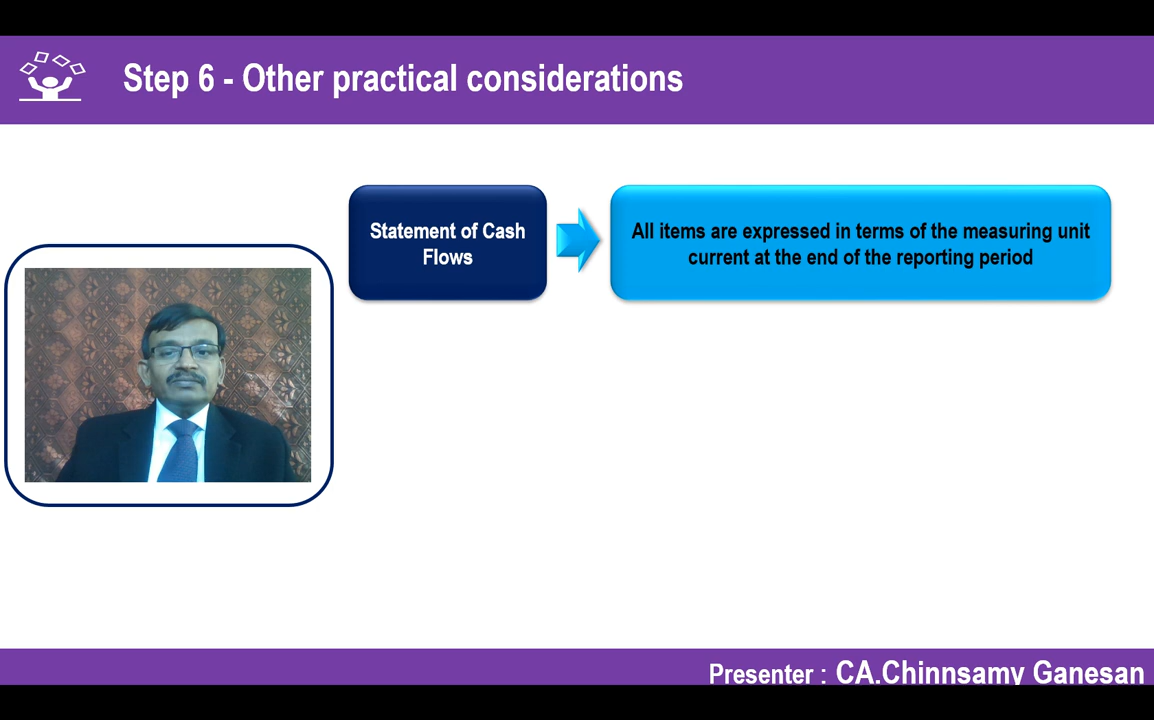 Step 6 - Other practical considerations
Statement of Cash
Flows
All items are expressed in terms of the measuring unit
current at the end of the reporting period
Presenter : CA.Chinnsamy Ganesan